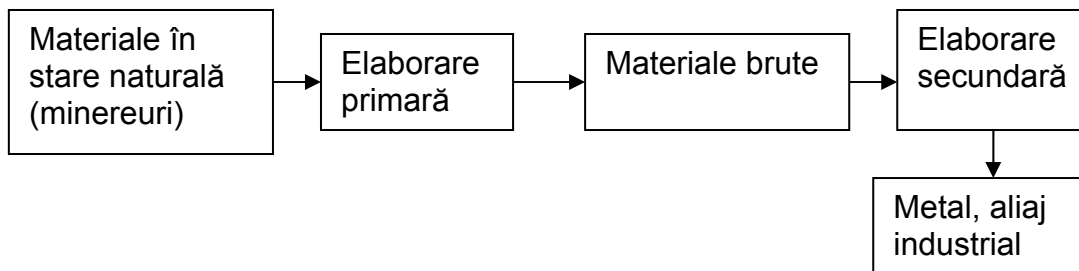 Materiale în
stare naturală
(minereuri)
Elaborare
primară
Materiale brute
Elaborare
secundară
Metal, aliaj
industrial